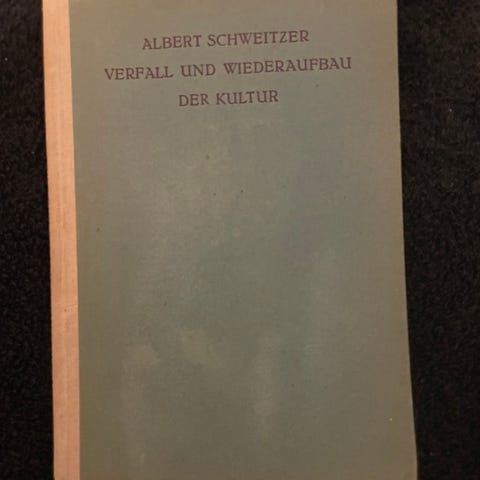 ALBERT SCHWEITZER
VERFALL UND WIEDERAUFBAU
DER KULTUR